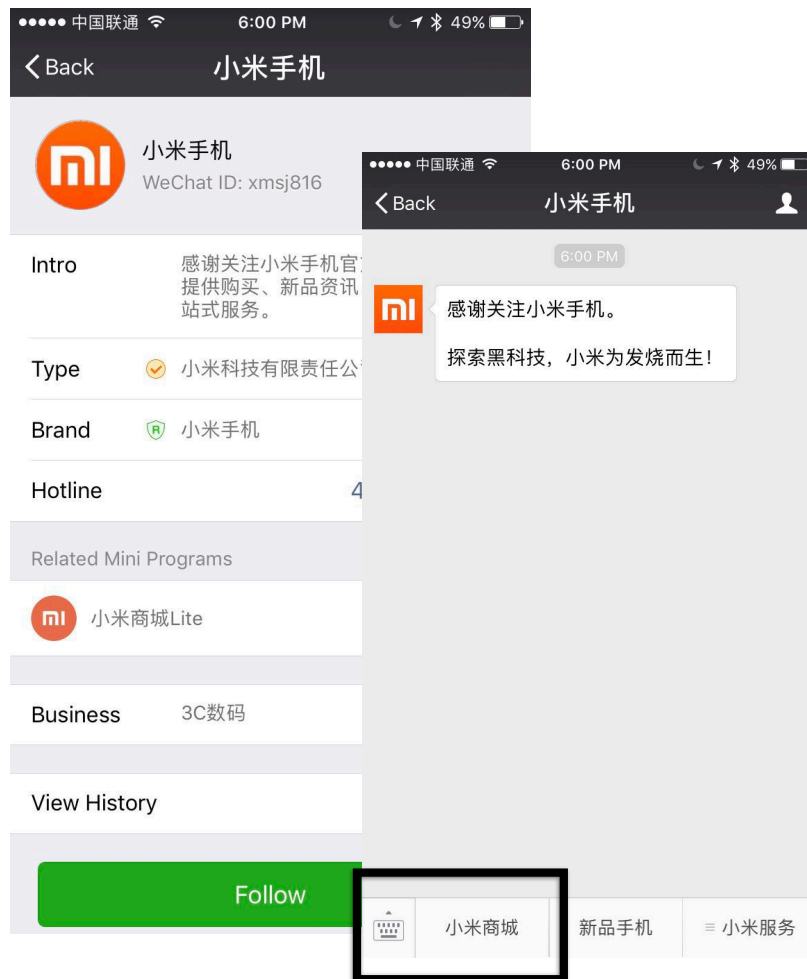 中国联通 6:00 PM 49%
Back 小米手机
mi
小米手机
WeChat ID: xmsj816
Intro 感谢关注小米手机官
提供购买、新品资讯
站式服务。
Type 小米科技有限责任公
Brand R 小米手机
Hotline 4
Related Mini Programs
mi 小米商城Lite
Business 3C数码
View History
Follow
中国联通 6:00 PM 49%
Back 小米手机
6:00 PM
mi 感谢关注小米手机。
探索黑科技，小米为发烧而生！
小米商城 新品手机 小米服务